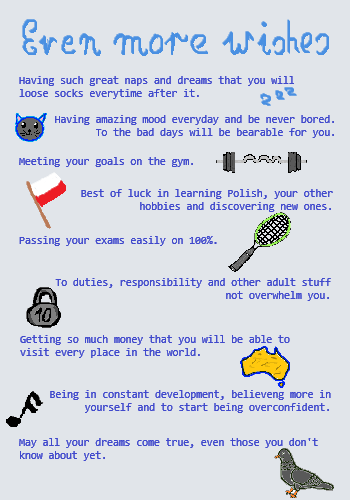 Even more wishes
Having such great naps and dreams that you will
loose socks everytime after it.
zzz
Having amazing mood everyday and be never bored.
To the bad days will be bearable for you.
Meeting your goals on the gym.
Best of luck in learning Polish, your other
hobbies and discovering new ones.
Passing your exams easily on 100%.
To duties, responsibility and other adult stuff
not overwhelm you.
10
Getting so much money that you will be able to
visit every place in the world.
Being in constant development, believeng more in
yourself and to start being overconfident.
May all your dreams come true, even those you don't
know about yet.